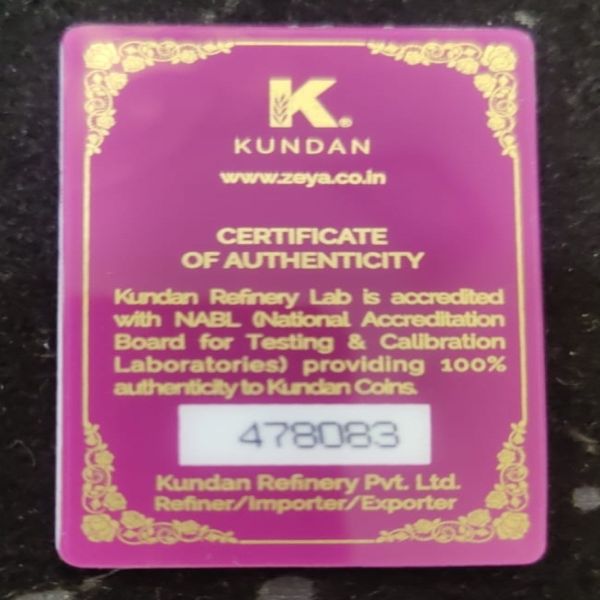 K®
KUNDAN
www.zeya.co.in
CERTIFICATE
OF AUTHENTICITY
Kundan Refinery Lab is accredited
with NABL (National Accreditation
Board for Testing & Calibration
Laboratories) providing 100%
authenticity to Kundan Coins.
478083
Kundan Refinery Pvt. Ltd.
Refiner/Importer/Exporter